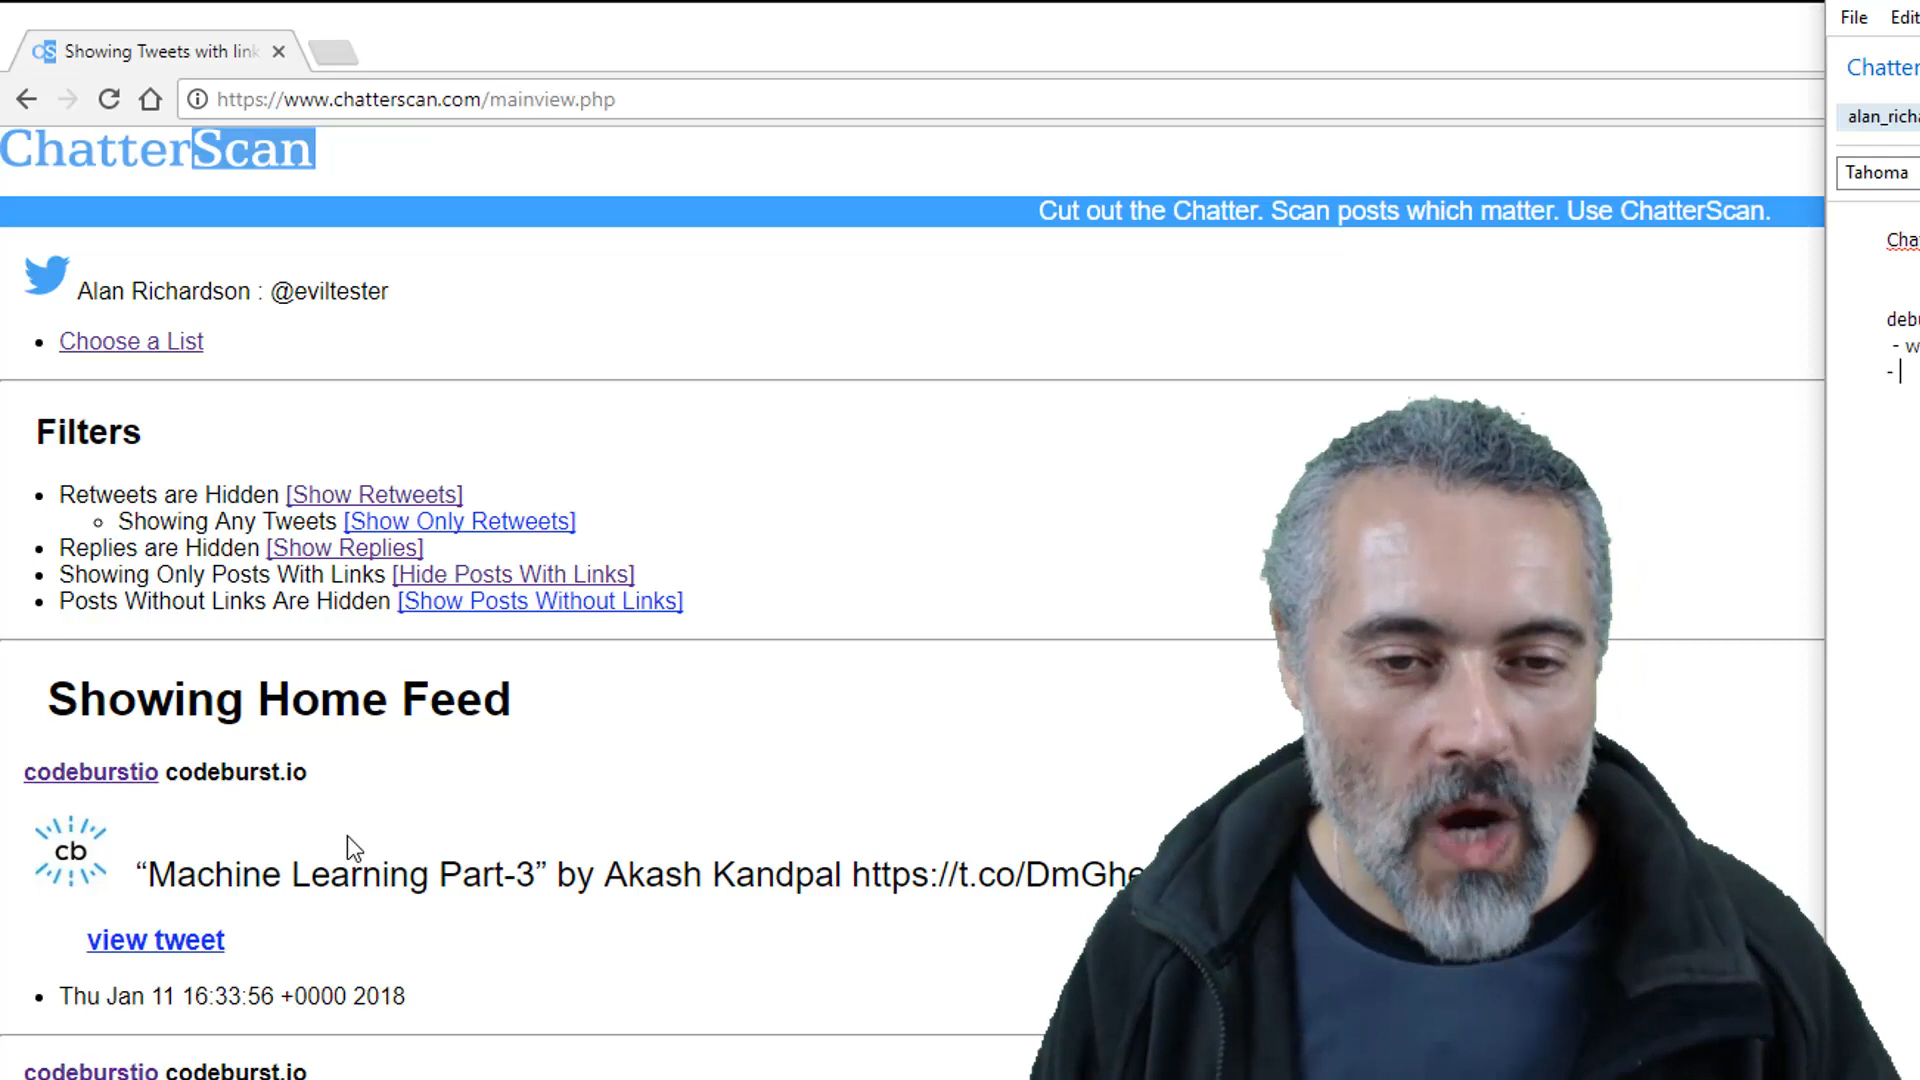 File Edit
Showing Tweets with link
Chatter
https://www.chatterscan.com/mainview.php
alan_richa
ChatterScan
Tahoma
Cut out the Chatter. Scan posts which matter. Use ChatterScan.
Cha
Alan Richardson : @eviltester
debu
- w
-
Choose a List
Filters
Retweets are Hidden [Show Retweets]
Showing Any Tweets [Show Only Retweets]
Replies are Hidden [Show Replies]
Showing Only Posts With Links [Hide Posts With Links]
Posts Without Links Are Hidden [Show Posts Without Links]
Showing Home Feed
codeburstio codeburst.io
cb
“Machine Learning Part-3” by Akash Kandpal https://t.co/DmGhe
view tweet
Thu Jan 11 16:33:56 +0000 2018
codeburstio codeburst.io